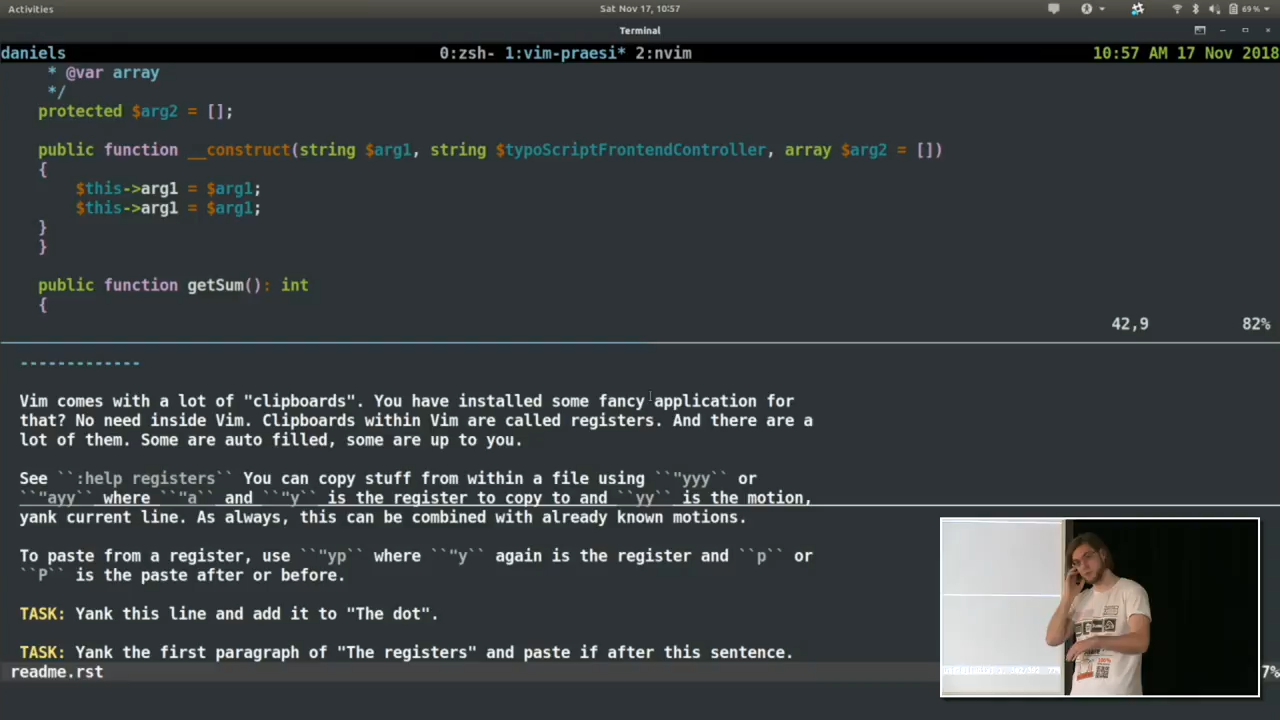 Activities
Sat Nov 17, 10:57
69 %
Terminal
daniels 0:zsh- 1:vim-praesi* 2:nvim 10:57 AM 17 Nov 2018
* @var array
*/
protected $arg2 = [];
public function __construct(string $arg1, string $typoScriptFrontendController, array $arg2 = [])
{
$this->arg1 = $arg1;
$this->arg1 = $arg1;
}
}
public function getSum(): int
{
42,9 82%
-------------
Vim comes with a lot of "clipboards". You have installed some fancy application for
that? No need inside Vim. Clipboards within Vim are called registers. And there are a
lot of them. Some are auto filled, some are up to you.
See ``:help registers`` You can copy stuff from within a file using ``"yyy`` or
``"ayy`` where ``"a`` and ``"y`` is the register to copy to and ``yy`` is the motion,
yank current line. As always, this can be combined with already known motions.
To paste from a register, use ``"yp`` where ``"y`` again is the register and ``p`` or
``P`` is the paste after or before.
TASK: Yank this line and add it to "The dot".
TASK: Yank the first paragraph of "The registers" and paste if after this sentence.
readme.rst 7%